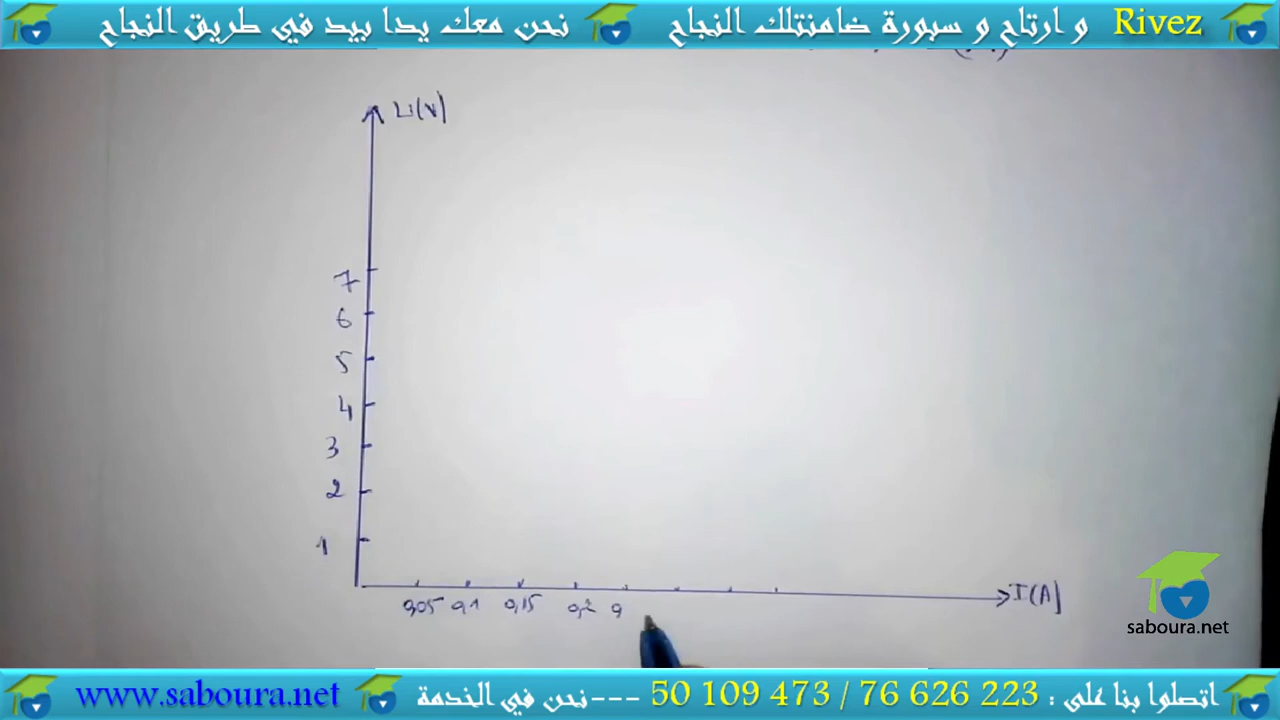 Rivez و ارتاح و سبورة ضامنتلك النجاح نحن معك يدا بيد في طريق النجاح
U(V)
7
6
5
4
3
2
1
0,05 0,1 0,15 0,2 0
I(A)
saboura.net
اتصلوا بنا على : 50 109 473 / 76 626 223 ---نحن في الخدمة www.saboura.net